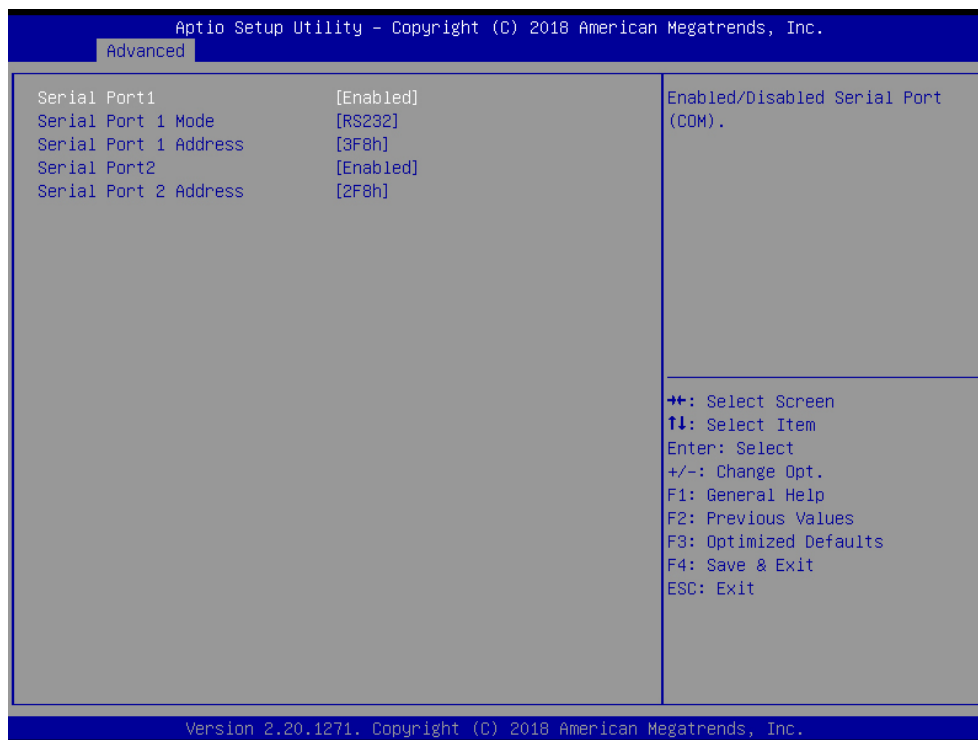 Aptio Setup Utility – Copyright (C) 2018 American Megatrends, Inc.
Advanced
Serial Port1 [Enabled]
Serial Port 1 Mode [RS232]
Serial Port 1 Address [3F8h]
Serial Port2 [Enabled]
Serial Port 2 Address [2F8h]
Enabled/Disabled Serial Port
(COM).
→←: Select Screen
↑↓: Select Item
Enter: Select
+/-: Change Opt.
F1: General Help
F2: Previous Values
F3: Optimized Defaults
F4: Save & Exit
ESC: Exit
Version 2.20.1271. Copyright (C) 2018 American Megatrends, Inc.